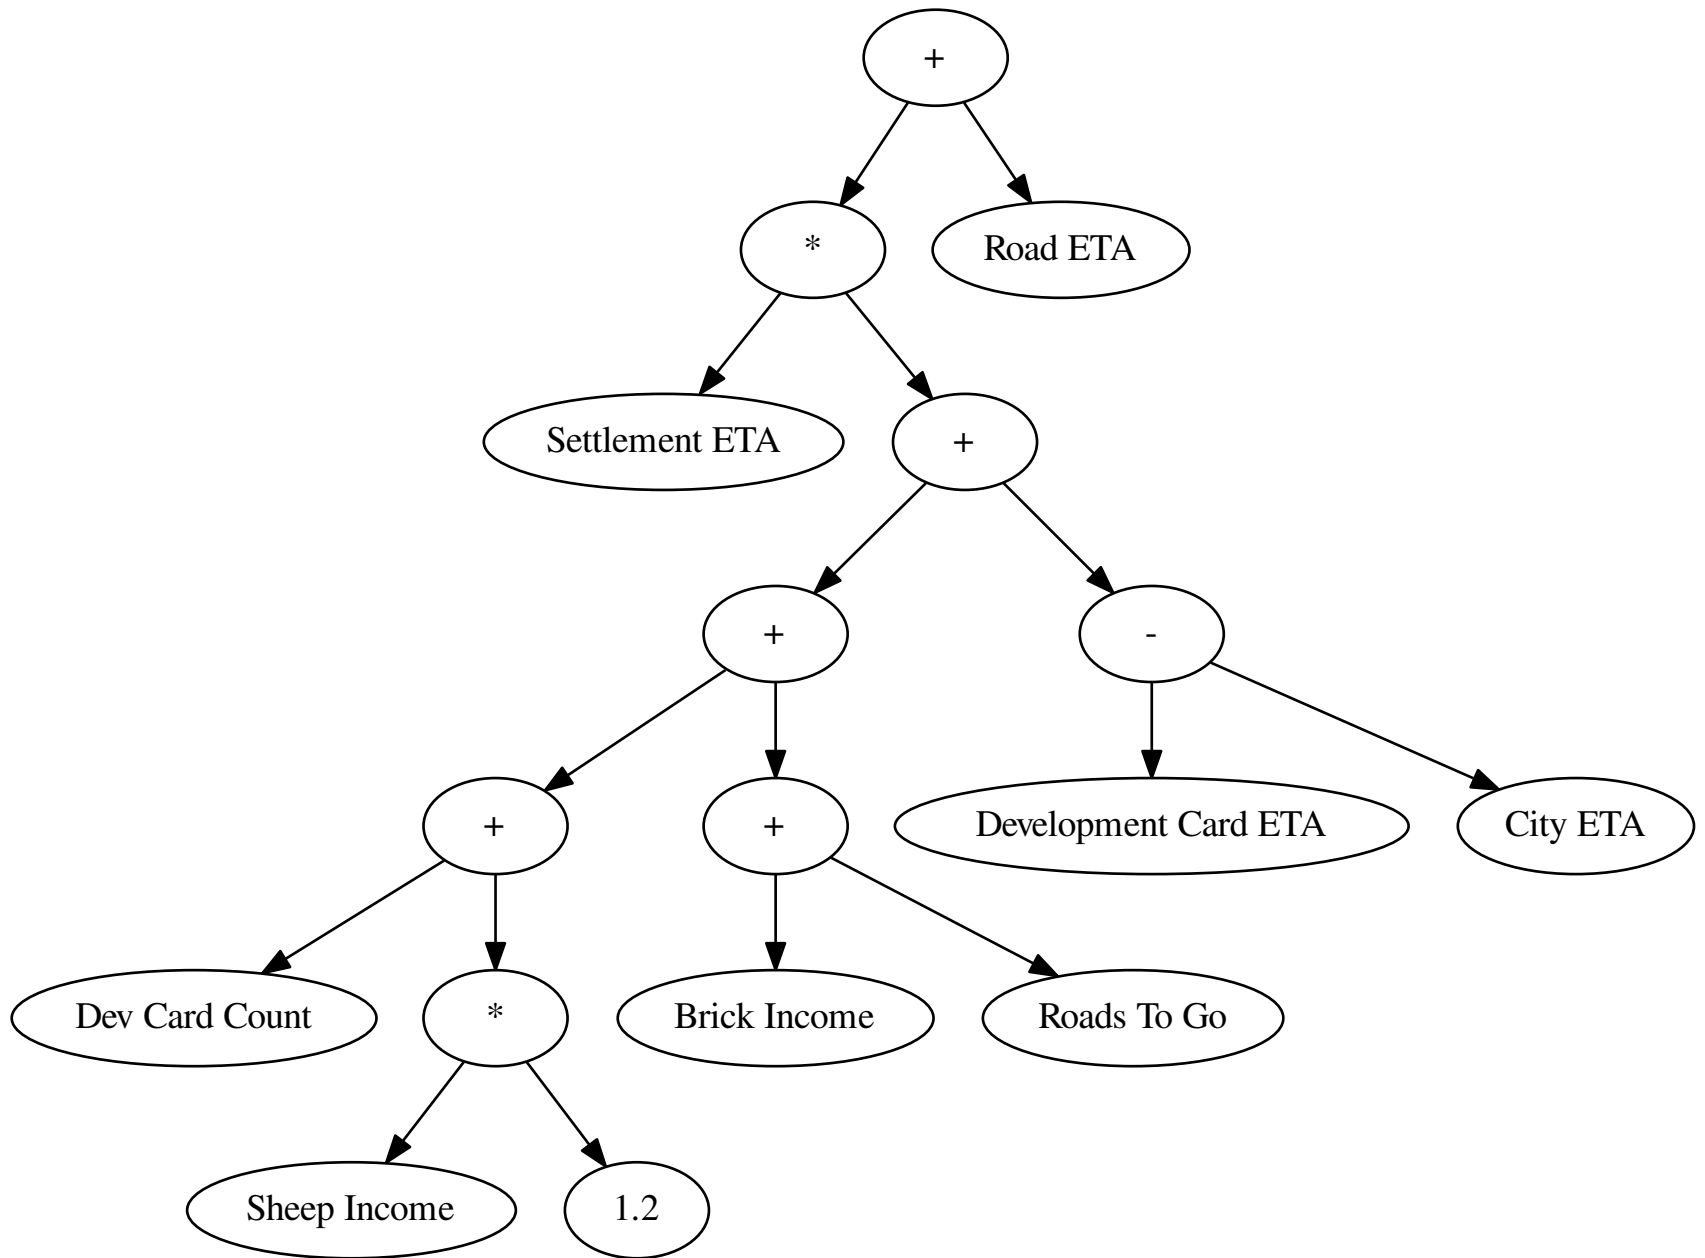 +
*
Road ETA
Settlement ETA
+
+
-
+
+
Development Card ETA
City ETA
Dev Card Count
*
Brick Income
Roads To Go
Sheep Income
1.2